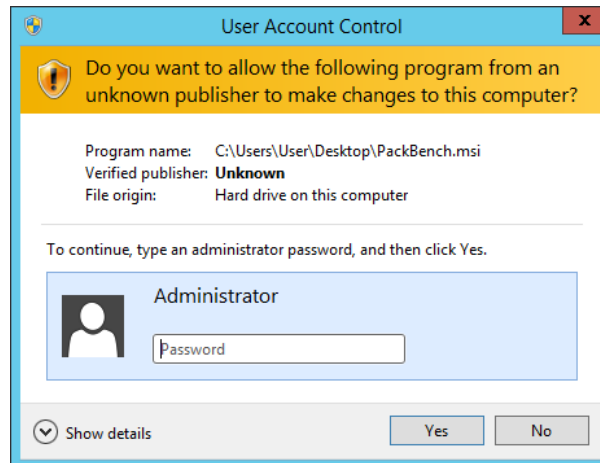 User Account Control
x
Do you want to allow the following program from an
unknown publisher to make changes to this computer?
Program name: C:\Users\User\Desktop\PackBench.msi
Verified publisher: Unknown
File origin: Hard drive on this computer
To continue, type an administrator password, and then click Yes.
Administrator
Password
Show details
Yes
No